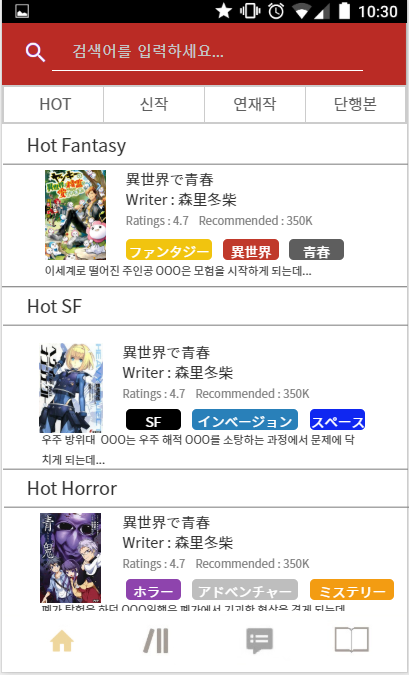 10:30
검색어를 입력하세요...
HOT 신작 연재작 단행본
Hot Fantasy
異世界で青春
Writer : 森里冬柴
Ratings : 4.7 Recommended : 350K
ファンタジー 異世界 青春
이세계로 떨어진 주인공 OOO은 모험을 시작하게 되는데...
Hot SF
異世界で青春
Writer : 森里冬柴
Ratings : 4.7 Recommended : 350K
SF インベージョン スペース
우주 방위대 OOO는 우주 해적 OOO를 소탕하는 과정에서 문제에 닥
치게 되는데...
Hot Horror
青鬼
異世界で青春
Writer : 森里冬柴
Ratings : 4.7 Recommended : 350K
ホラー アドベンチャー ミステリー
폐가 탐험을 하던 OOO일행은 폐가에서 기괴한 현상을 겪게 되는데